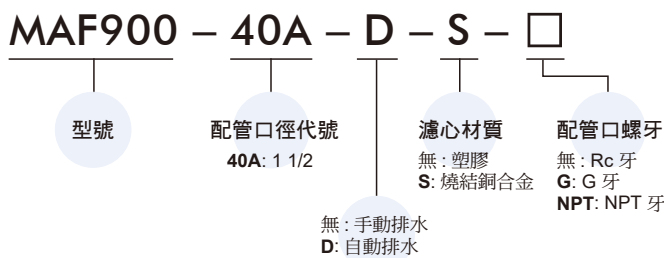 MAF900 – 40A – D – S – □
型號 配管口徑代號 濾心材質 配管口螺牙
40A: 1 1/2 無 : 塑膠 無 : Rc 牙
S: 燒結銅合金 G: G 牙
NPT: NPT 牙
無 : 手動排水
D: 自動排水